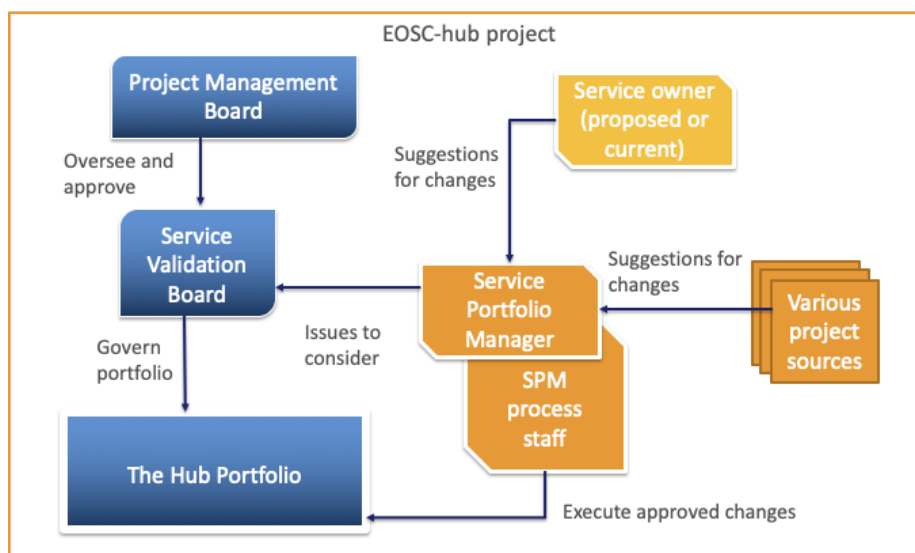 EOSC-hub project
Project Management
Board
Service owner
(proposed or
current)
Oversee and
approve
Suggestions
for changes
Service
Validation
Board
Suggestions for
changes
Service
Portfolio
Manager
Various
project
sources
Govern
portfolio
Issues to
consider
SPM
process
staff
The Hub Portfolio
Execute approved changes